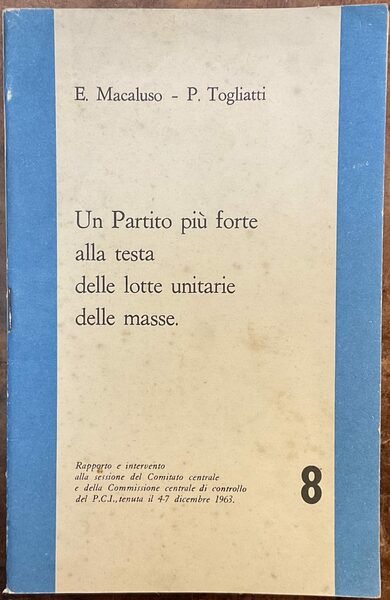 E. Macaluso - P. Togliatti
Un Partito più forte
alla testa
delle lotte unitarie
delle masse.
Rapporto e intervento
alla sessione del Comitato centrale
e della Commissione centrale di controllo
del P.C.I., tenuta il 4-7 dicembre 1963.
8